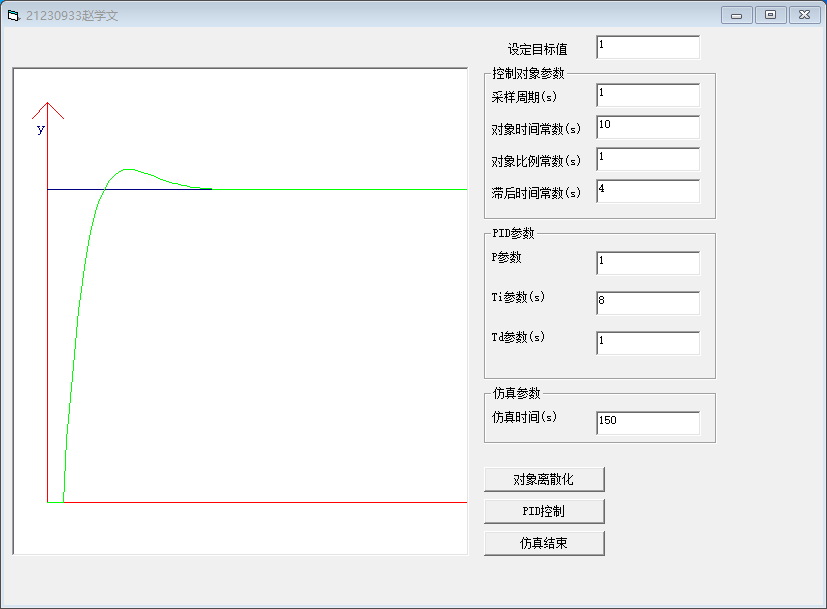 21230933赵学文
设定目标值 1
控制对象参数
采样周期(s) 1
对象时间常数(s) 10
对象比例常数(s) 1
滞后时间常数(s) 4
PID参数
P参数 1
Ti参数(s) 8
Td参数(s) 1
仿真参数
仿真时间(s) 150
对象离散化
PID控制
仿真结束
y